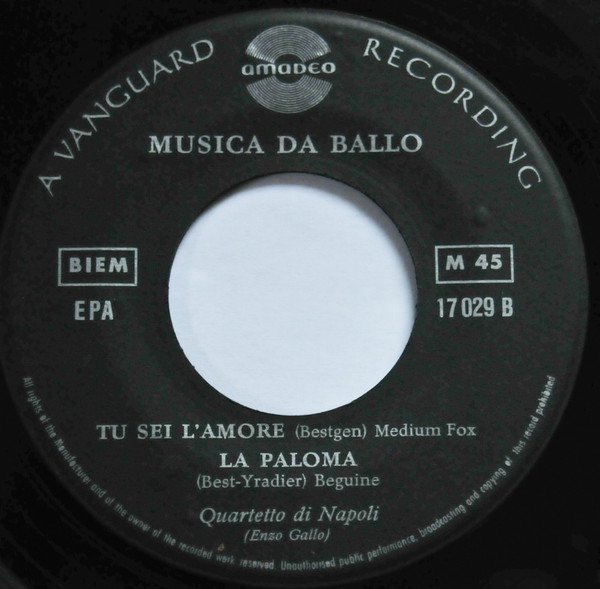 A VANGUARD RECORDING
amadeo
MUSICA DA BALLO
BIEM
M 45
EPA
17 029 B
TU SEI L'AMORE (Bestgen) Medium Fox
LA PALOMA
(Best-Yradier) Beguine
Quartetto di Napoli
(Enzo Gallo)
All rights of the Manufacturer and of the owner of the recorded work reserved. Unauthorised public performance, broadcasting and copying of this record prohibited